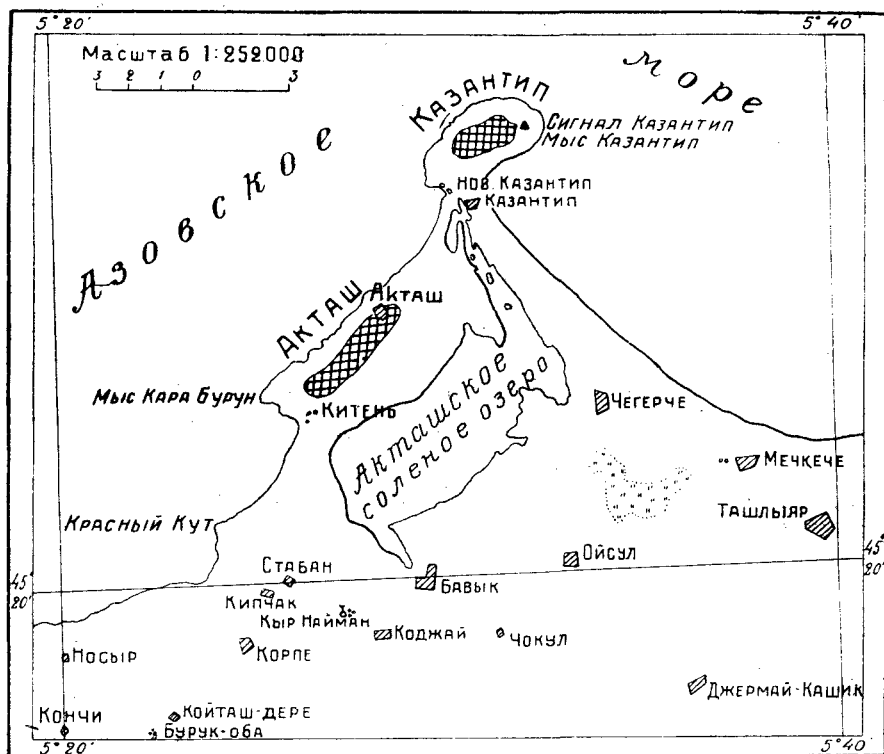 5° 20'
5° 40'
Масштаб 1:252000
3 2 1 0 3
Азовское
море
КАЗАНТИП
Сигнал Казантип
Мыс Казантип
Нов. Казантип
Казантип
АКТАШ
Акташ
Мыс Кара Бурун
Китень
Акташское
соленое озеро
Чегерче
Мечкече
Ташлыяр
Красный Кут
Ойсул
45°
20'
45°
20'
Стабан
Бавык
Кипчак
Кыр Найман
Коджай
Чокул
Носыр
Корпе
Джермай-Кашик
Кончи
Койташ-Дере
Бурук-оба
5° 20'
5° 40'